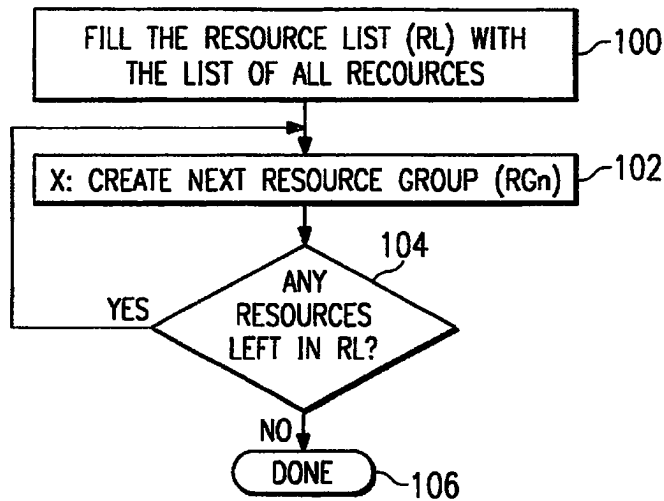 FILL THE RESOURCE LIST (RL) WITH
THE LIST OF ALL RECOURCES
100
X: CREATE NEXT RESOURCE GROUP (RGn)
102
104
ANY
RESOURCES
LEFT IN RL?
YES
NO
DONE
106